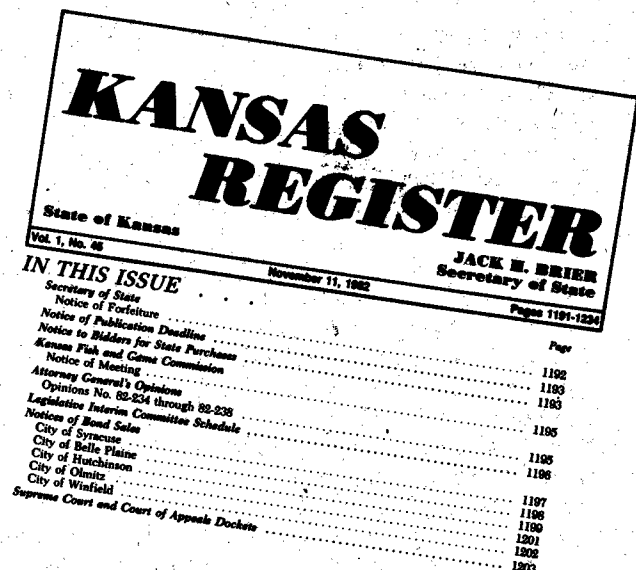 KANSAS
REGISTER
State of Kansas
JACK H. BRIER
Secretary of State
Vol. 1, No. 45 November 11, 1982 Pages 1191-1234
IN THIS ISSUE . . . Page
Secretary of State
Notice of Forfeiture ........ 1192
Notice of Publication Deadline ........ 1193
Notice to Bidders for State Purchases ........ 1193
Kansas Fish and Game Commission
Notice of Meeting ........ 1195
Attorney General's Opinions
Opinions No. 82-234 through 82-238 ........ 1195
Legislative Interim Committee Schedule ........ 1196
Notices of Bond Sales
City of Syracuse ........ 1197
City of Belle Plaine ........ 1198
City of Hutchinson ........ 1199
City of Olmitz ........ 1201
City of Winfield ........ 1202
Supreme Court and Court of Appeals Dockets ........ 1203